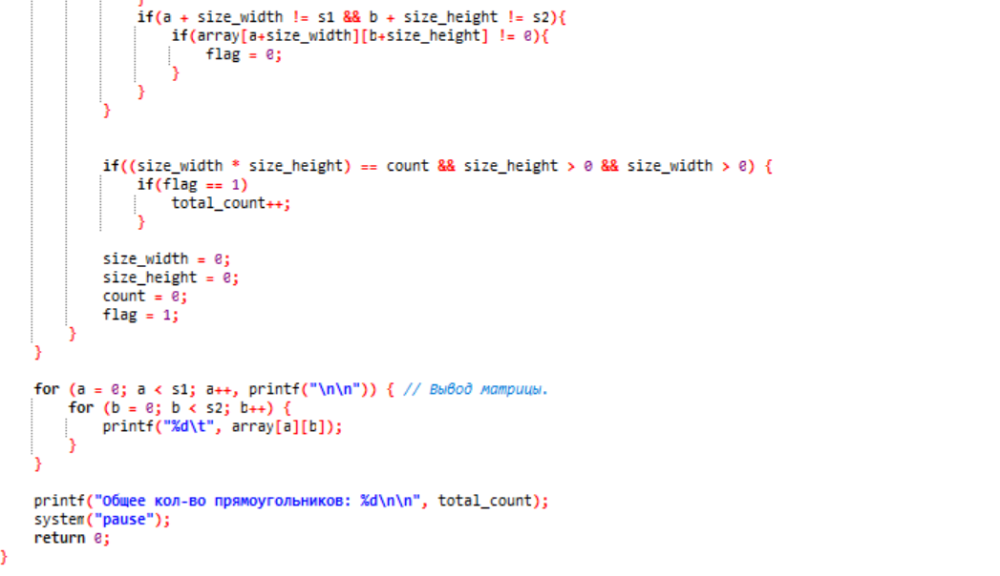 }
if(a + size_width != s1 && b + size_height != s2){
if(array[a+size_width][b+size_height] != 0){
flag = 0;
}
}
}
if((size_width * size_height) == count && size_height > 0 && size_width > 0) {
if(flag == 1)
total_count++;
}
size_width = 0;
size_height = 0;
count = 0;
flag = 1;
}
}
for (a = 0; a < s1; a++, printf("\n\n")) { // Вывод матрицы.
for (b = 0; b < s2; b++) {
printf("%d\t", array[a][b]);
}
}
printf("Общее кол-во прямоугольников: %d\n\n", total_count);
system("pause");
return 0;
}